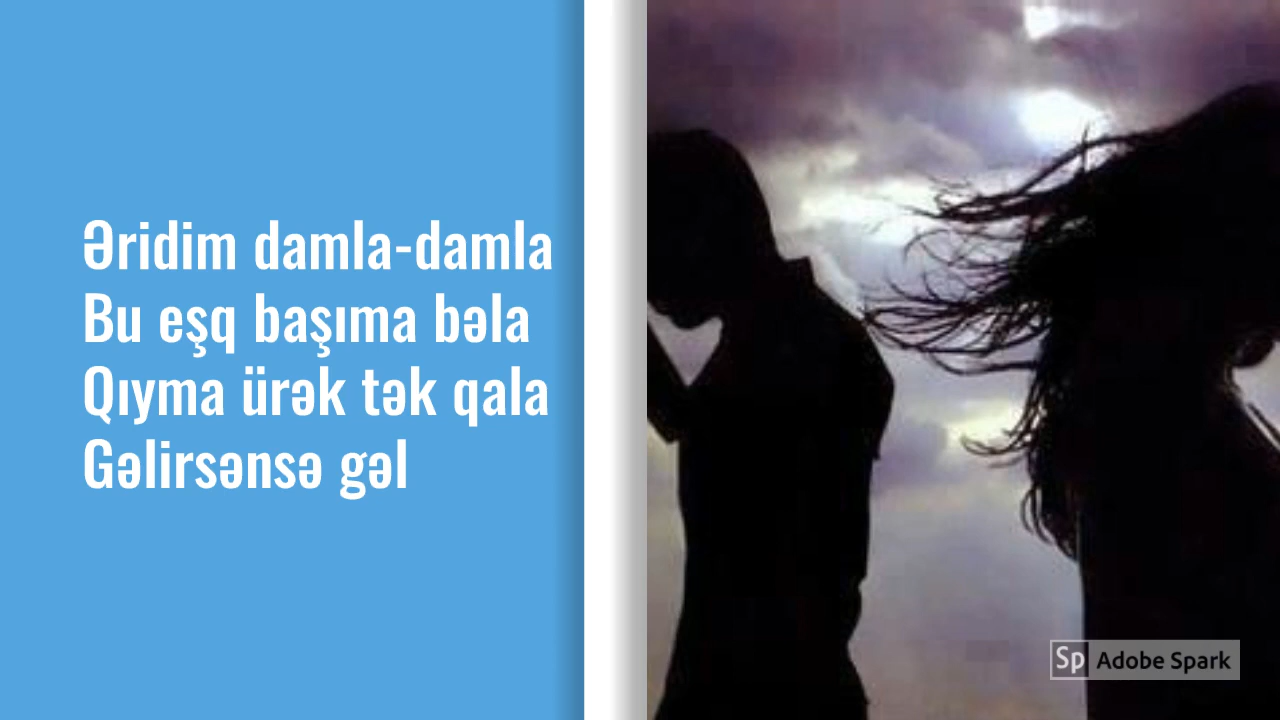 Əridim damla-damla
Bu eşq başıma bəla
Qıyma ürək tək qala
Gəlirsənsə gəl
Sp Adobe Spark